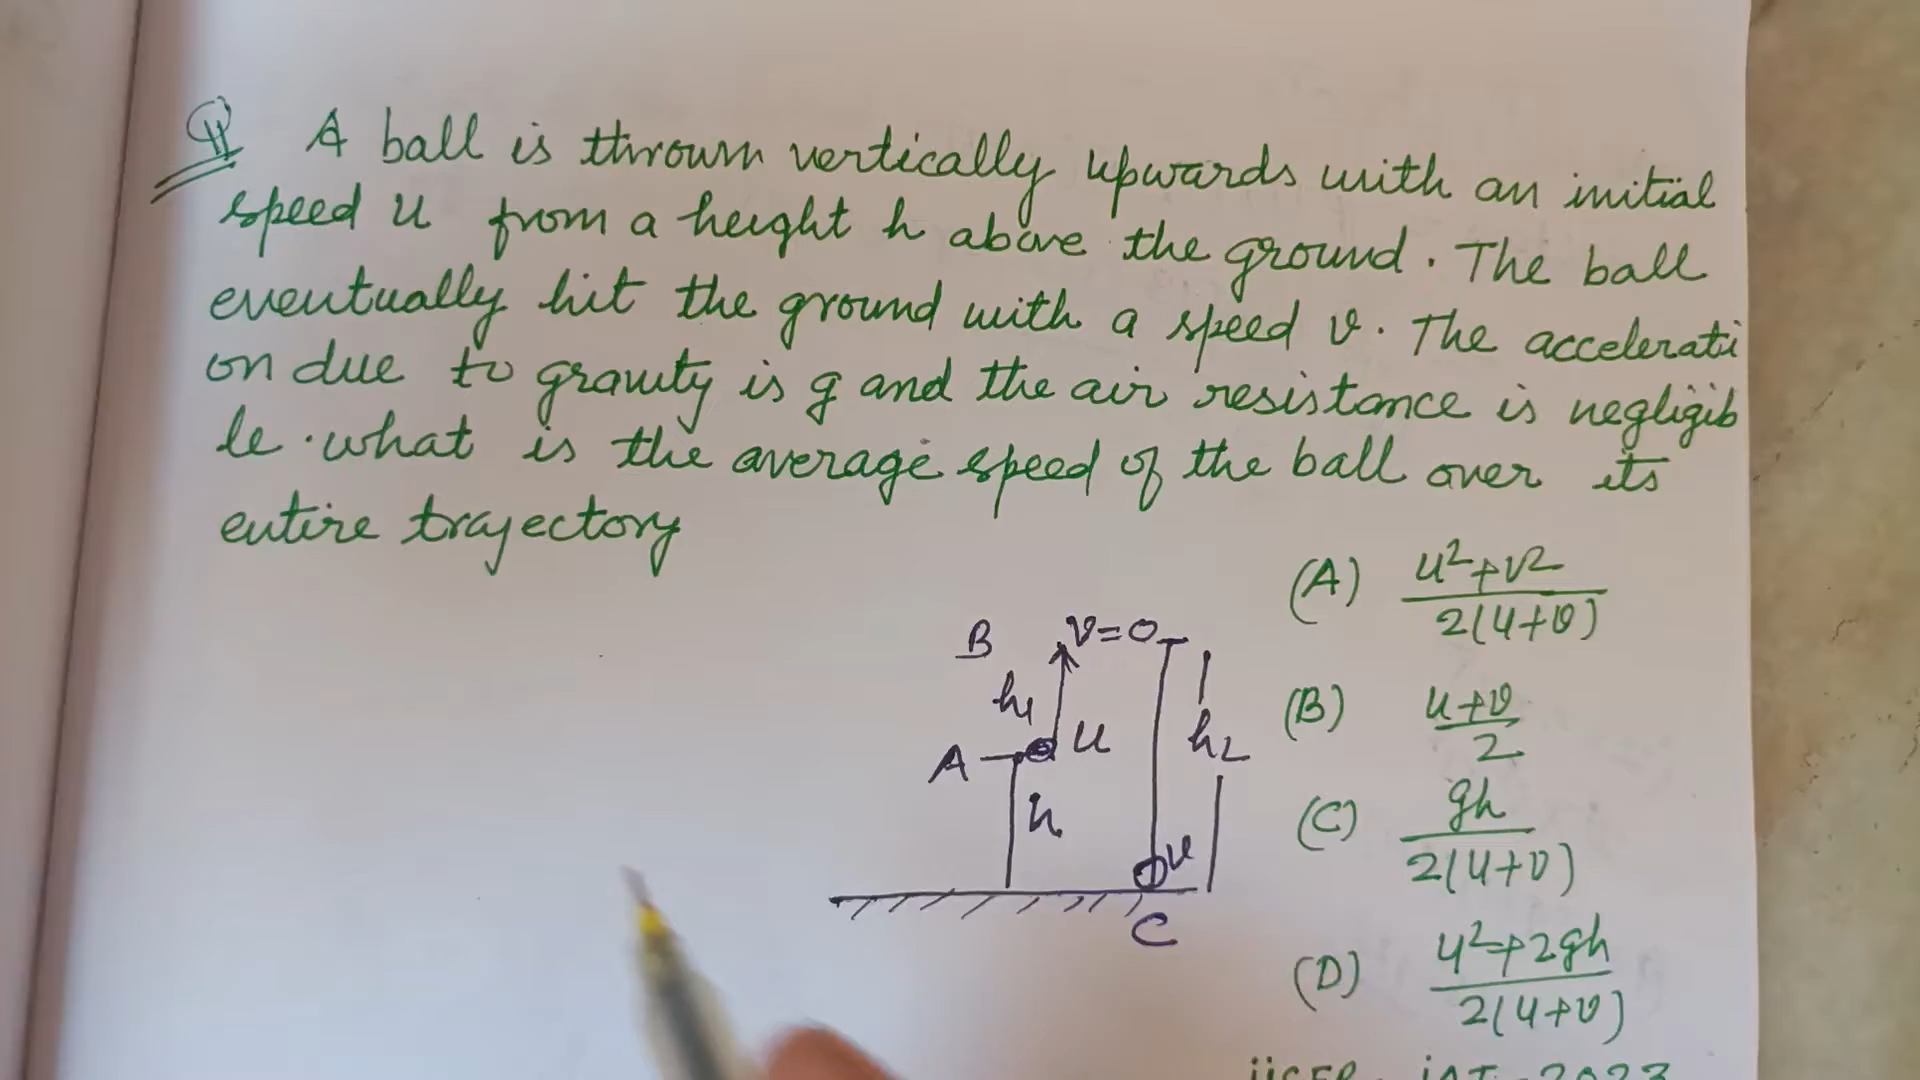 Q A ball is thrown vertically upwards with an initial
speed u from a height h above the ground. The ball
eventually hit the ground with a speed v. The accelerati
on due to gravity is g and the air resistance is negligib
le. what is the average speed of the ball over its
entire trajectory
(A) u²+v² / 2(u+v)
B v=0
h₁
(B) u+v / 2
A u h₂
h
(C) gh / 2(u+v)
v
C
(D) u²+2gh / 2(u+v)